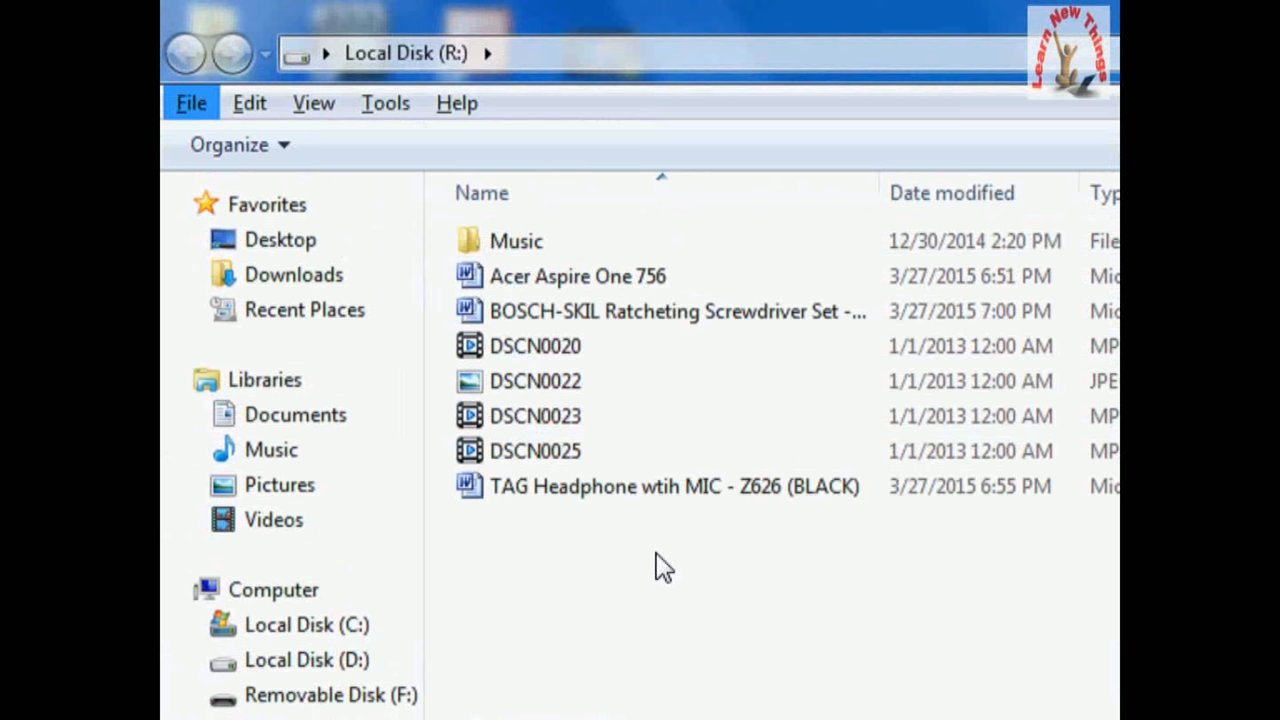 Learn New Things
Local Disk (R:)
File Edit View Tools Help
Organize
Name Date modified Typ
Favorites
Desktop
Downloads
Recent Places
Libraries
Documents
Music
Pictures
Videos
Computer
Local Disk (C:)
Local Disk (D:)
Removable Disk (F:)
Music 12/30/2014 2:20 PM File
Acer Aspire One 756 3/27/2015 6:51 PM Mic
BOSCH-SKIL Ratcheting Screwdriver Set -... 3/27/2015 7:00 PM Mic
DSCN0020 1/1/2013 12:00 AM MP
DSCN0022 1/1/2013 12:00 AM JPE
DSCN0023 1/1/2013 12:00 AM MP
DSCN0025 1/1/2013 12:00 AM MP
TAG Headphone wtih MIC - Z626 (BLACK) 3/27/2015 6:55 PM Mic